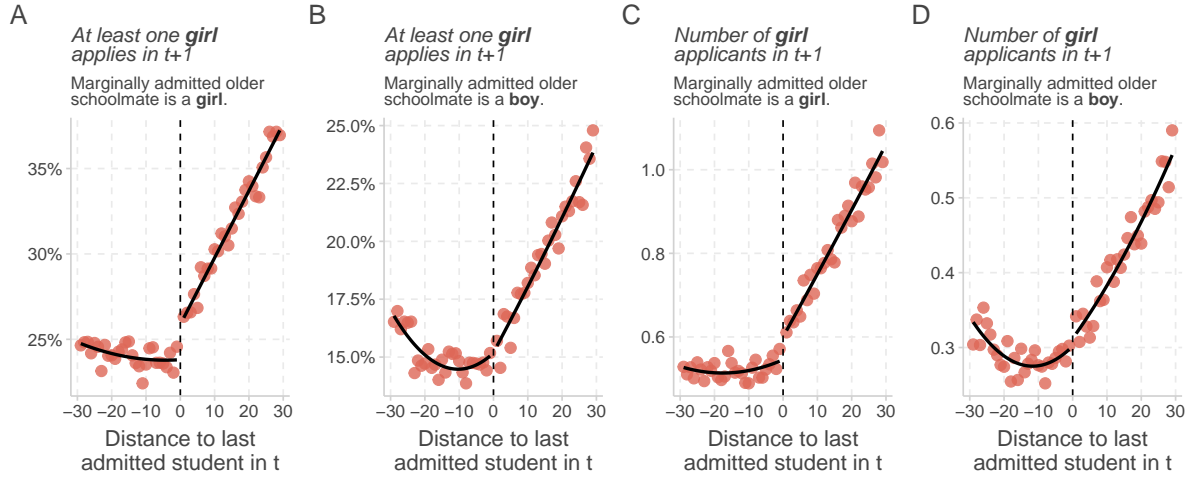 A
At least one girl
applies in t+1
Marginally admitted older
schoolmate is a girl.
35%
30%
25%
−30 −20 −10 0 10 20 30
Distance to last
admitted student in t
B
At least one girl
applies in t+1
Marginally admitted older
schoolmate is a boy.
25.0%
22.5%
20.0%
17.5%
15.0%
−30 −20 −10 0 10 20 30
Distance to last
admitted student in t
C
Number of girl
applicants in t+1
Marginally admitted older
schoolmate is a girl.
1.0
0.8
0.6
−30 −20 −10 0 10 20 30
Distance to last
admitted student in t
D
Number of girl
applicants in t+1
Marginally admitted older
schoolmate is a boy.
0.6
0.5
0.4
0.3
−30 −20 −10 0 10 20 30
Distance to last
admitted student in t